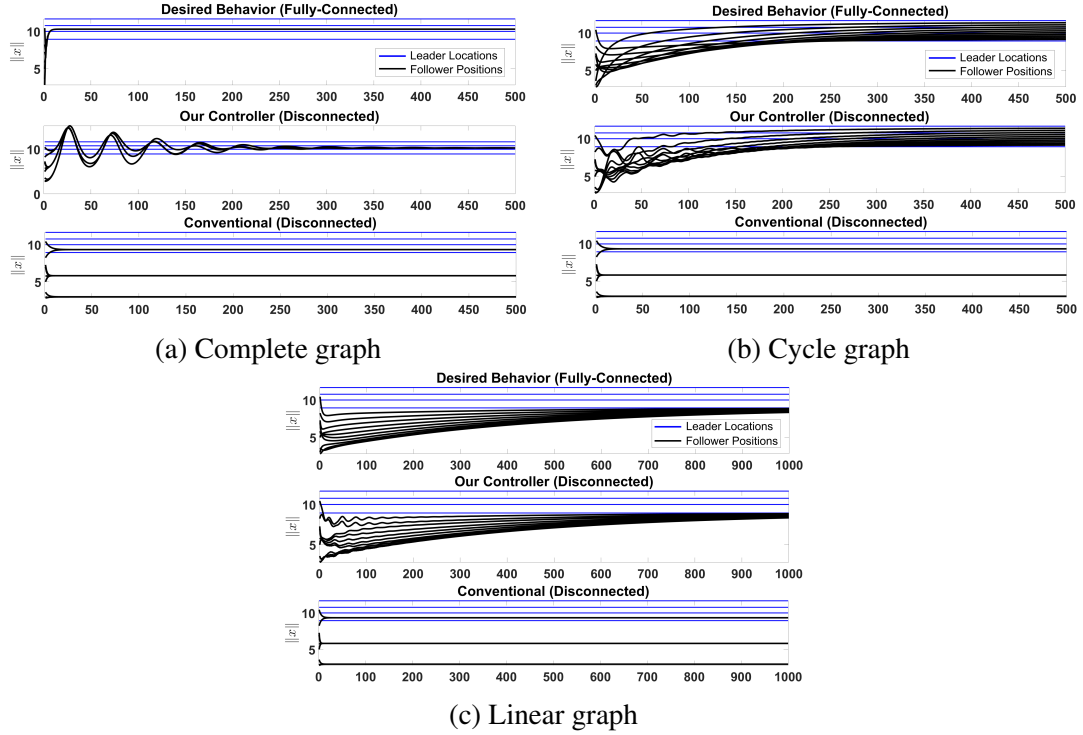 Desired Behavior (Fully-Connected)
10
5
||x||
Leader Locations
Follower Positions
0 50 100 150 200 250 300 350 400 450 500
Our Controller (Disconnected)
10
0
||x||
0 50 100 150 200 250 300 350 400 450 500
Conventional (Disconnected)
10
5
||x||
0 50 100 150 200 250 300 350 400 450 500
(a) Complete graph
Desired Behavior (Fully-Connected)
10
5
||x||
Leader Locations
Follower Positions
0 50 100 150 200 250 300 350 400 450 500
Our Controller (Disconnected)
10
5
||x||
0 50 100 150 200 250 300 350 400 450 500
Conventional (Disconnected)
10
5
||x||
0 50 100 150 200 250 300 350 400 450 500
(b) Cycle graph
Desired Behavior (Fully-Connected)
10
5
||x||
Leader Locations
Follower Positions
0 100 200 300 400 500 600 700 800 900 1000
Our Controller (Disconnected)
10
5
||x||
0 100 200 300 400 500 600 700 800 900 1000
Conventional (Disconnected)
10
5
||x||
0 100 200 300 400 500 600 700 800 900 1000
(c) Linear graph